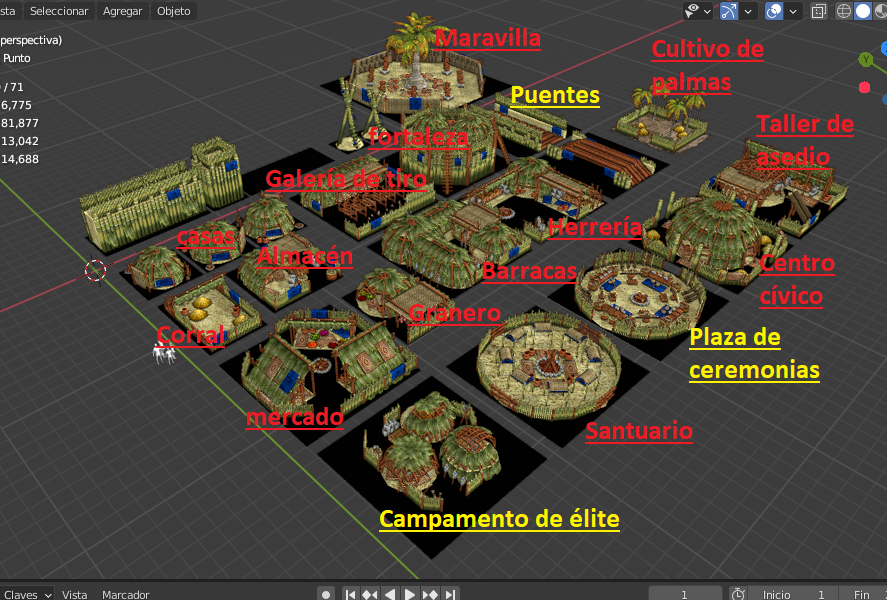 sta Seleccionar Agregar Objeto
perspectiva)
Punto
/ 71
6,775
81,877
13,042
14,688
Maravilla
Cultivo de
palmas
Puentes
Taller de
asedio
fortaleza
Galería de tiro
casas
Almacén
Herrería
Barracas
Centro
cívico
Granero
Corral
Plaza de
ceremonias
mercado
Santuario
Campamento de élite
Y
Claves Vista Marcador
1 Inicio 1 Fin